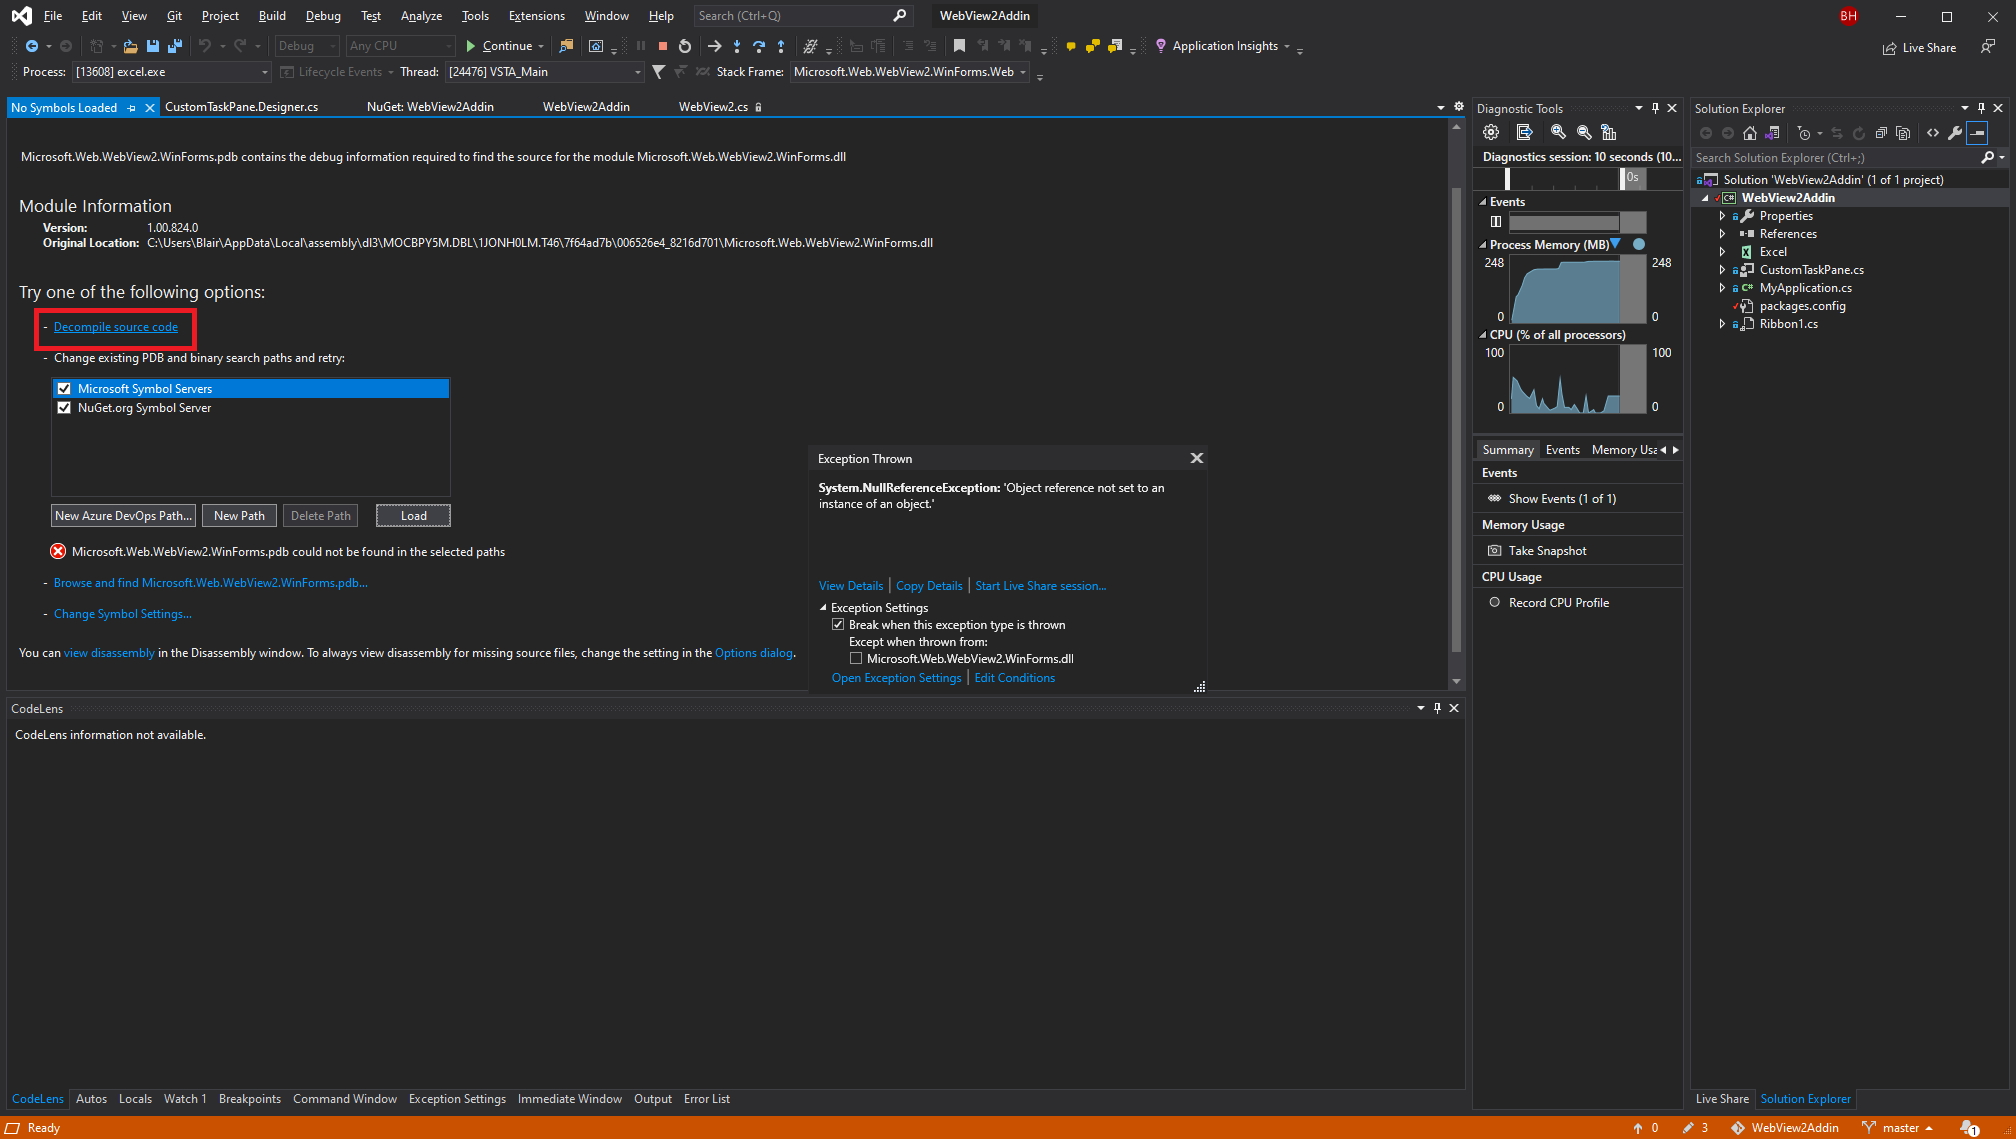 File Edit View Git Project Build Debug Test Analyze Tools Extensions Window Help Search (Ctrl+Q) WebView2Addin BH
Debug Any CPU Continue Application Insights Live Share
Process: [13608] excel.exe Lifecycle Events Thread: [24476] VSTA_Main Stack Frame: Microsoft.Web.WebView2.WinForms.Web
No Symbols Loaded CustomTaskPane.Designer.cs NuGet: WebView2Addin WebView2Addin WebView2.cs
Microsoft.Web.WebView2.WinForms.pdb contains the debug information required to find the source for the module Microsoft.Web.WebView2.WinForms.dll
Module Information
Version: 1.00.824.0
Original Location: C:\Users\Blair\AppData\Local\assembly\dl3\MOCBPY5M.DBL\1JONH0LM.T46\7f64ad7b\006526e4_8216d701\Microsoft.Web.WebView2.WinForms.dll
Try one of the following options:
- Decompile source code
- Change existing PDB and binary search paths and retry:
Microsoft Symbol Servers
NuGet.org Symbol Server
New Azure DevOps Path... New Path Delete Path Load
Microsoft.Web.WebView2.WinForms.pdb could not be found in the selected paths
- Browse and find Microsoft.Web.WebView2.WinForms.pdb...
- Change Symbol Settings...
You can view disassembly in the Disassembly window. To always view disassembly for missing source files, change the setting in the Options dialog.
Exception Thrown
System.NullReferenceException: 'Object reference not set to an
instance of an object.'
View Details | Copy Details | Start Live Share session...
Exception Settings
Break when this exception type is thrown
Except when thrown from:
Microsoft.Web.WebView2.WinForms.dll
Open Exception Settings | Edit Conditions
CodeLens
CodeLens information not available.
CodeLens Autos Locals Watch 1 Breakpoints Command Window Exception Settings Immediate Window Output Error List
Diagnostic Tools
Diagnostics session: 10 seconds (10...
0s
Events
Process Memory (MB)
248 248
0 0
CPU (% of all processors)
100 100
0 0
Summary Events Memory Usa
Events
Show Events (1 of 1)
Memory Usage
Take Snapshot
CPU Usage
Record CPU Profile
Solution Explorer
Search Solution Explorer (Ctrl+;)
Solution 'WebView2Addin' (1 of 1 project)
C# WebView2Addin
Properties
References
Excel
CustomTaskPane.cs
C# MyApplication.cs
packages.config
Ribbon1.cs
Live Share Solution Explorer
Ready 0 3 WebView2Addin master 1